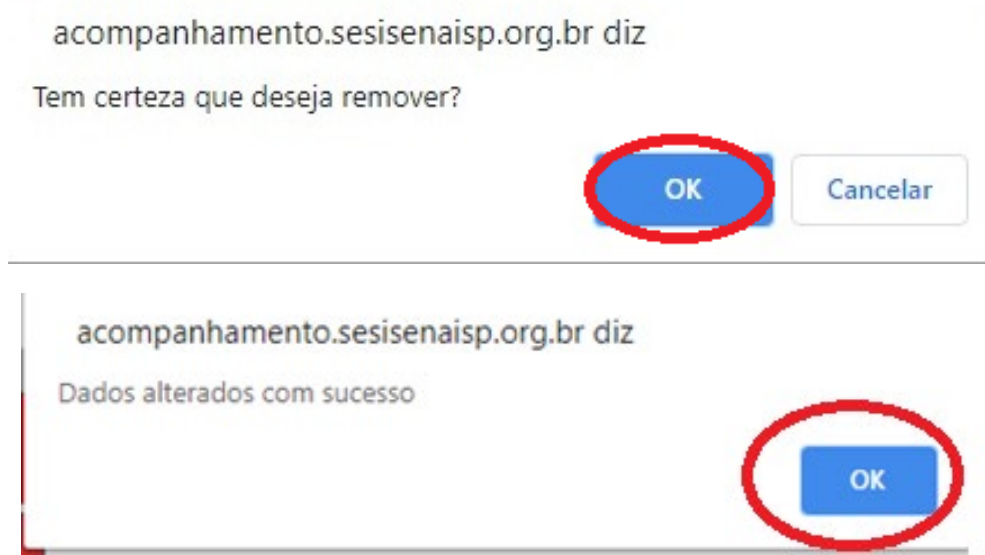 acompanhamento.sesisenaisp.org.br diz
Tem certeza que deseja remover?
OK Cancelar
acompanhamento.sesisenaisp.org.br diz
Dados alterados com sucesso
OK